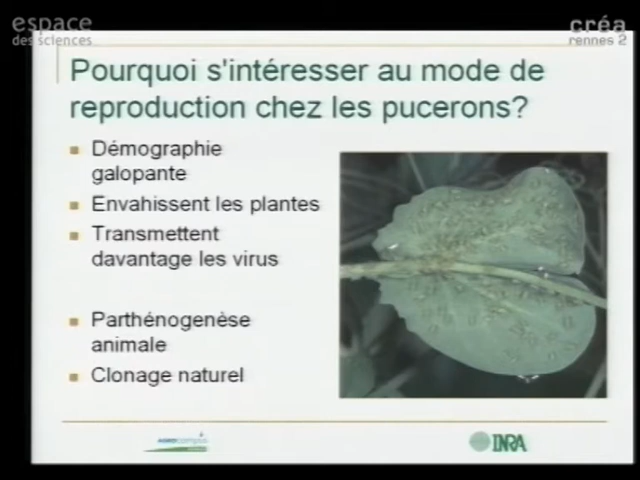 espace
des sciences
créa
rennes 2
Pourquoi s'intéresser au mode de
reproduction chez les pucerons?
Démographie
galopante
Envahissent les plantes
Transmettent
davantage les virus
Parthénogenèse
animale
Clonage naturel
AGROCAMPUS
INRA